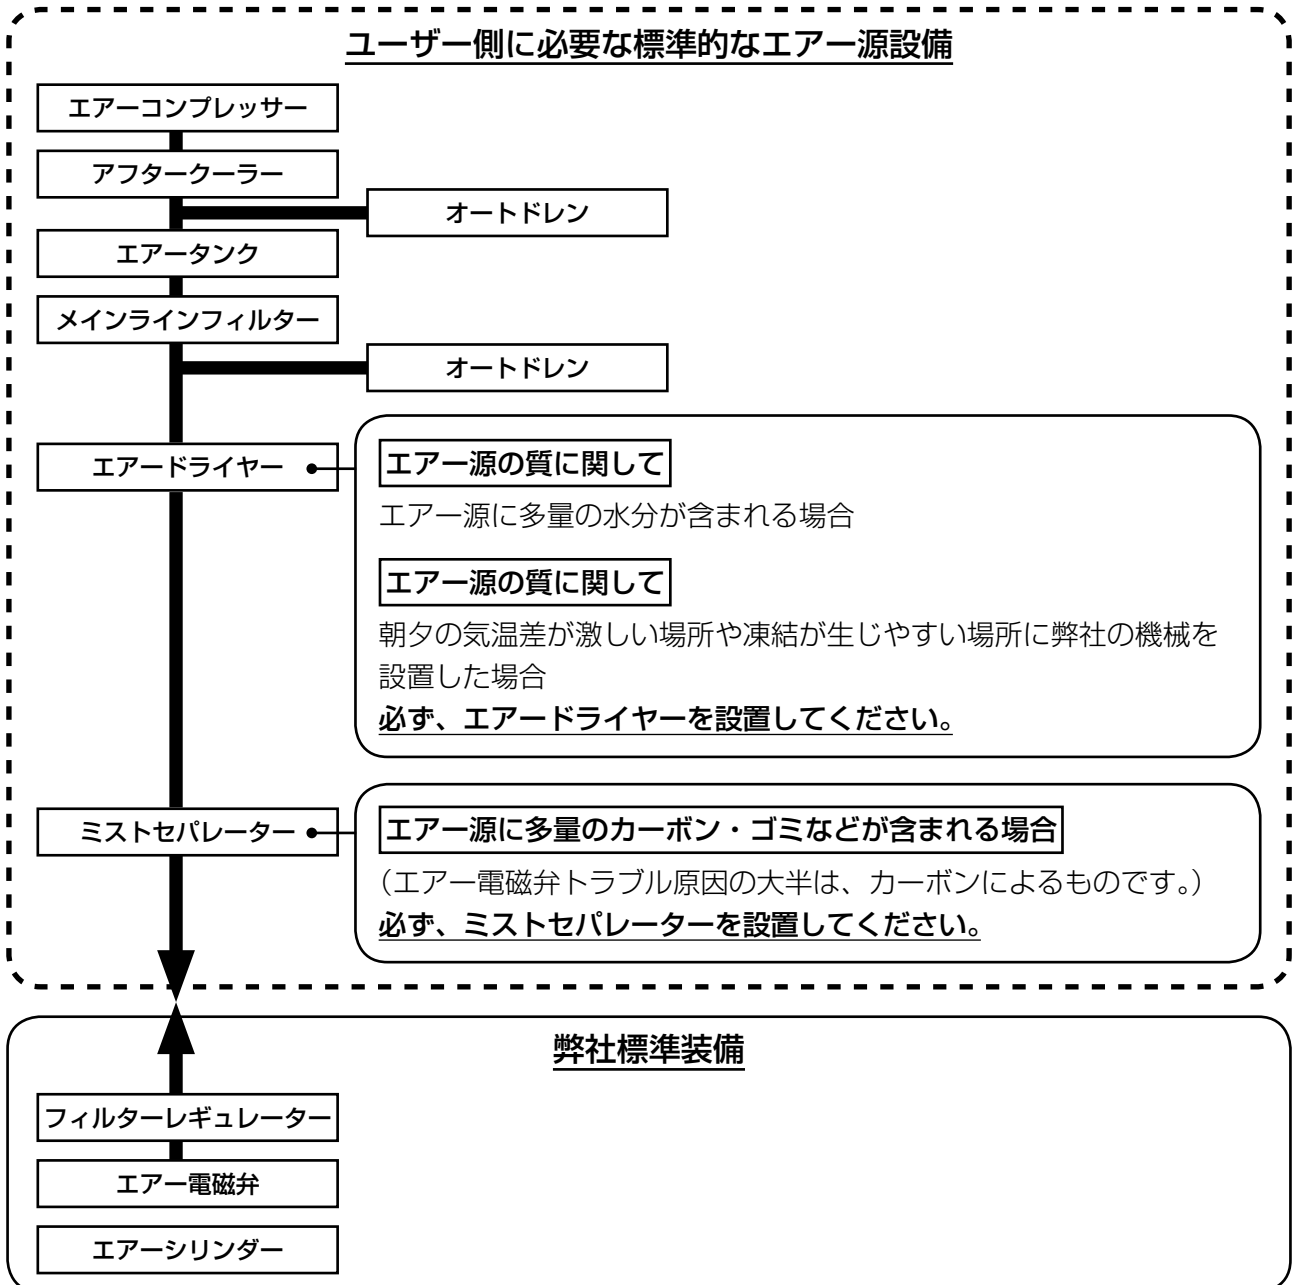 ユーザー側に必要な標準的なエアー源設備
エアーコンプレッサー
アフタークーラー
オートドレン
エアータンク
メインラインフィルター
オートドレン
エアードライヤー
エアー源の質に関して
エアー源に多量の水分が含まれる場合
エアー源の質に関して
朝夕の気温差が激しい場所や凍結が生じやすい場所に弊社の機械を
設置した場合
必ず、エアードライヤーを設置してください。
ミストセパレーター
エアー源に多量のカーボン・ゴミなどが含まれる場合
（エアー電磁弁トラブル原因の大半は、カーボンによるものです。）
必ず、ミストセパレーターを設置してください。
弊社標準装備
フィルターレギュレーター
エアー電磁弁
エアーシリンダー